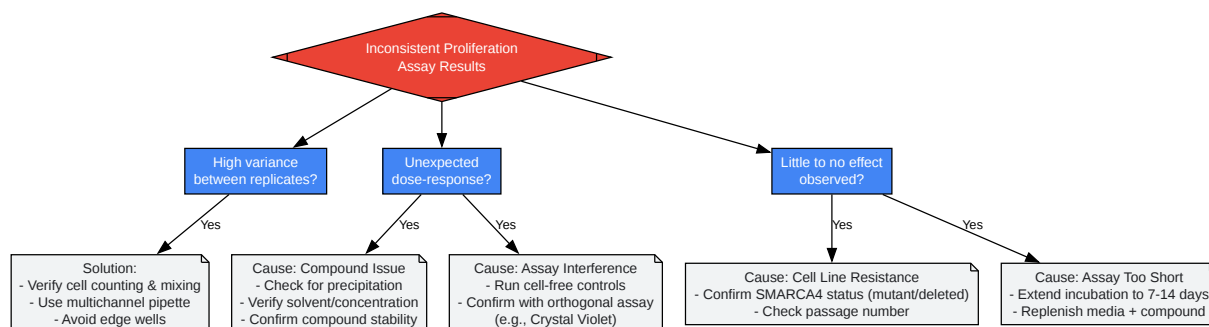 Inconsistent Proliferation
Assay Results
High variance
between replicates?
Unexpected
dose-response?
Little to no effect
observed?
Yes
Yes
Yes
Yes
Yes
Solution:
- Verify cell counting & mixing
- Use multichannel pipette
- Avoid edge wells
Cause: Compound Issue
- Check for precipitation
- Verify solvent/concentration
- Confirm compound stability
Cause: Assay Interference
- Run cell-free controls
- Confirm with orthogonal assay
(e.g., Crystal Violet)
Cause: Cell Line Resistance
- Confirm SMARCA4 status (mutant/deleted)
- Check passage number
Cause: Assay Too Short
- Extend incubation to 7-14 days
- Replenish media + compound